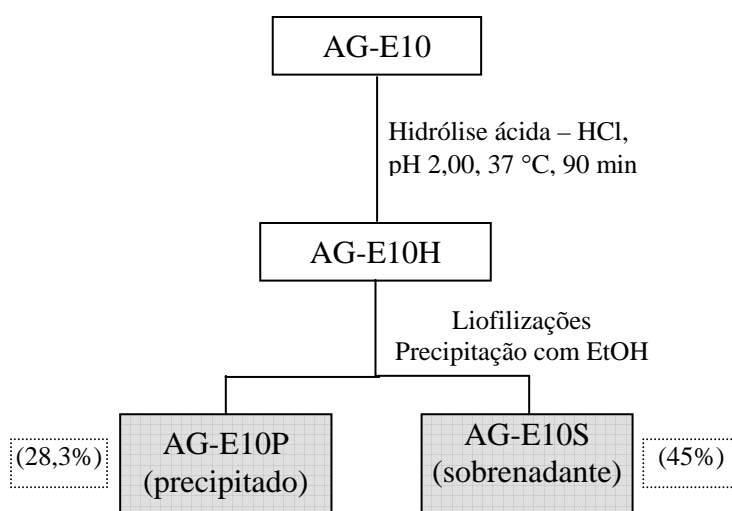 AG-E10
Hidrólise ácida – HCl,
pH 2,00, 37 °C, 90 min
AG-E10H
Liofilizações
Precipitação com EtOH
(28,3%)
AG-E10P
(precipitado)
AG-E10S
(sobrenadante)
(45%)